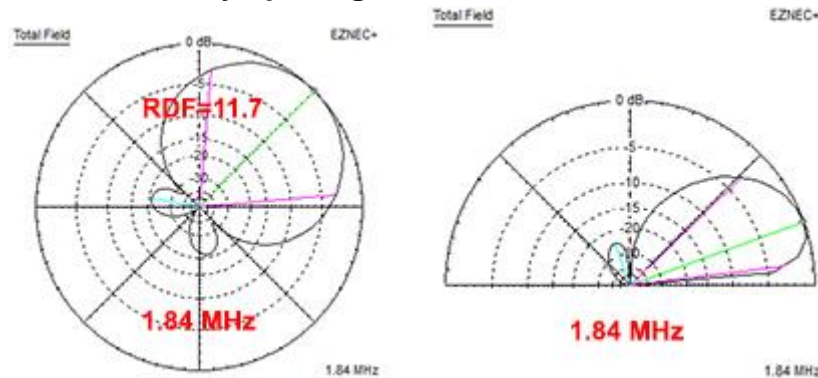 Total Field
EZNEC+
0 dB
-5
-10
-15
-20
-30
RDF=11.7
1.84 MHz
1.84 MHz
Total Field
EZNEC+
0 dB
-5
-10
-15
-20
-30
1.84 MHz
1.84 MHz